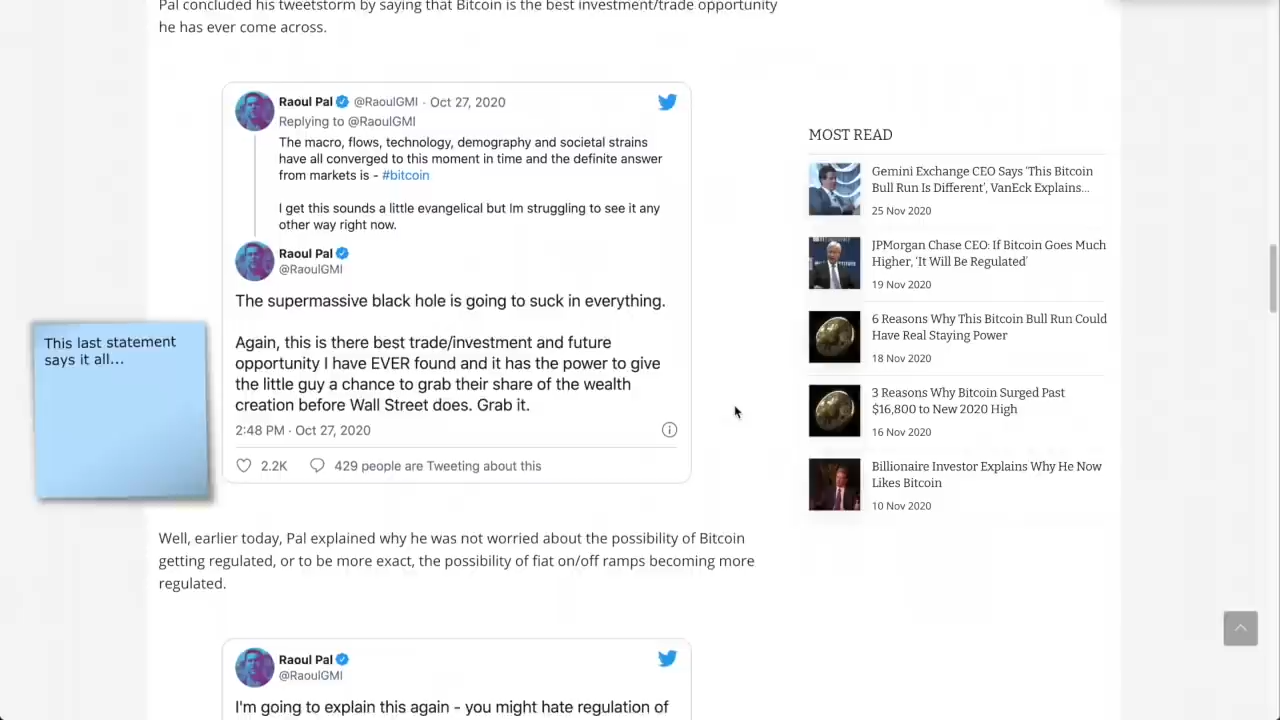 Pal concluded his tweetstorm by saying that Bitcoin is the best investment/trade opportunity
he has ever come across.
Raoul Pal @RaoulGMI · Oct 27, 2020
Replying to @RaoulGMI
The macro, flows, technology, demography and societal strains
have all converged to this moment in time and the definite answer
from markets is - #bitcoin
I get this sounds a little evangelical but Im struggling to see it any
other way right now.
Raoul Pal
@RaoulGMI
The supermassive black hole is going to suck in everything.
Again, this is there best trade/investment and future
opportunity I have EVER found and it has the power to give
the little guy a chance to grab their share of the wealth
creation before Wall Street does. Grab it.
2:48 PM · Oct 27, 2020
2.2K 429 people are Tweeting about this
This last statement
says it all...
Well, earlier today, Pal explained why he was not worried about the possibility of Bitcoin
getting regulated, or to be more exact, the possibility of fiat on/off ramps becoming more
regulated.
Raoul Pal
@RaoulGMI
I'm going to explain this again - you might hate regulation of
MOST READ
Gemini Exchange CEO Says ‘This Bitcoin
Bull Run Is Different’, VanEck Explains...
25 Nov 2020
JPMorgan Chase CEO: If Bitcoin Goes Much
Higher, ‘It Will Be Regulated’
19 Nov 2020
6 Reasons Why This Bitcoin Bull Run Could
Have Real Staying Power
18 Nov 2020
3 Reasons Why Bitcoin Surged Past
$16,800 to New 2020 High
16 Nov 2020
Billionaire Investor Explains Why He Now
Likes Bitcoin
10 Nov 2020